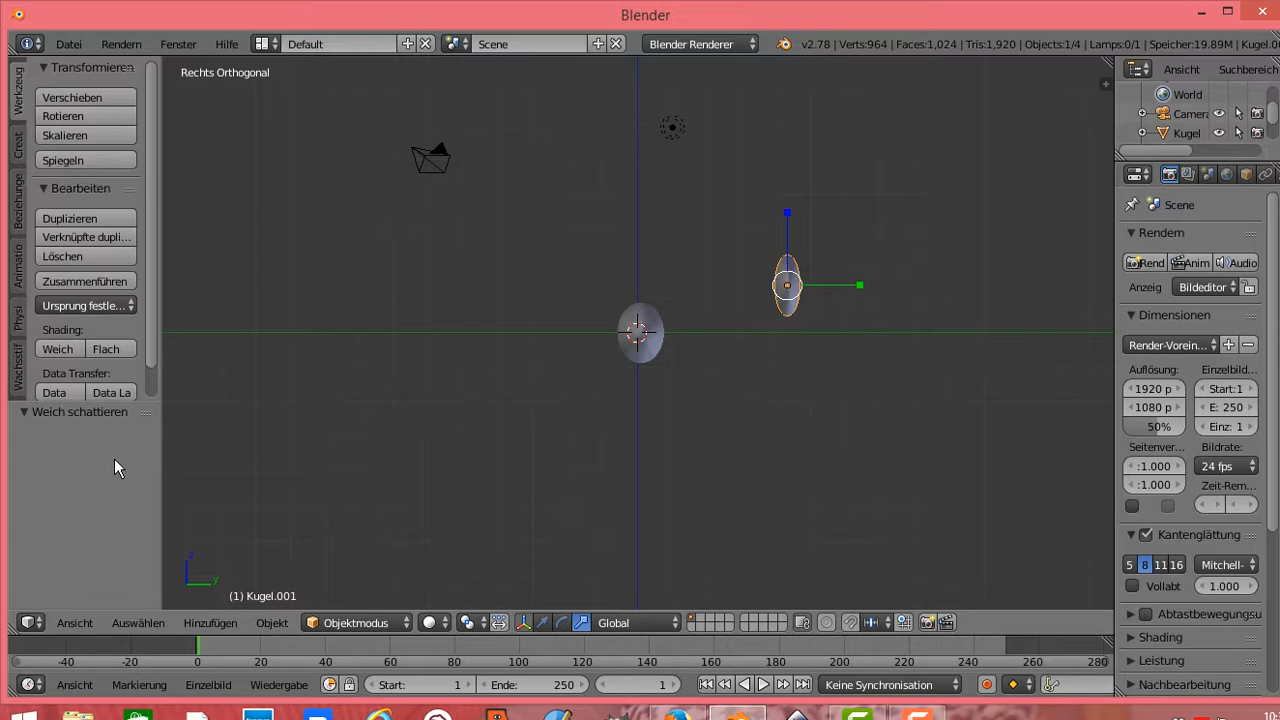 Blender
Datei Rendern Fenster Hilfe Default Scene Blender Renderer v2.78 | Verts:964 | Faces:1,024 | Tris:1,920 | Objects:1/4 | Lamps:0/1 | Speicher:19.89M | Kugel.00
Rechts Orthogonal
Werkzeug
Creat
Beziehunge
Animatio
Physi
Wachsstif
Transformieren
Verschieben
Rotieren
Skalieren
Spiegeln
Bearbeiten
Duplizieren
Verknüpfte dupli...
Löschen
Zusammenführen
Ursprung festle...
Shading:
Weich Flach
Data Transfer:
Data Data La
Weich schattieren
z
y
(1) Kugel.001
Ansicht Suchbereich
World
Camera
Kugel
Scene
Rendern
Rend Anim Audio
Anzeig Bildeditor
Dimensionen
Render-Vorein...
Auflösung: Einzelbild...
1920 p Start:1
1080 p E: 250
50% Einz: 1
Seitenver... Bildrate:
:1.000 24 fps
:1.000 Zeit-Rem...
Kantenglättung
5 8 11 16 Mitchell-
Vollabt 1.000
Abtastbewegungsu
Shading
Leistung
Nachbearbeitung
Ansicht Auswählen Hinzufügen Objekt Objektmodus Global
-40 -20 0 20 40 60 80 100 120 140 160 180 200 220 240 260 280
Ansicht Markierung Einzelbild Wiedergabe Start: 1 Ende: 250 1 Keine Synchronisation